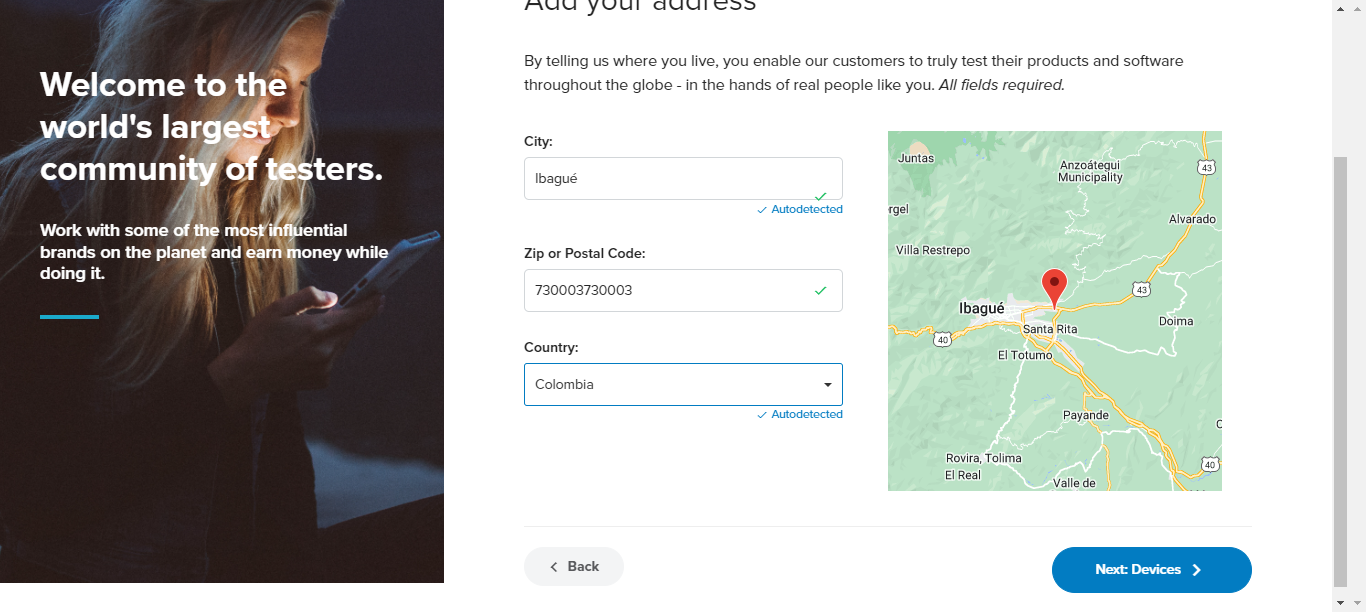 Add your address
Welcome to the
world's largest
community of testers.
Work with some of the most influential
brands on the planet and earn money while
doing it.
By telling us where you live, you enable our customers to truly test their products and software
throughout the globe - in the hands of real people like you. All fields required.
City:
Ibagué
Autodetected
Zip or Postal Code:
730003730003
Country:
Colombia
Autodetected
Juntas
Anzoátegui
Municipality
43
rgel
Alvarado
Villa Restrepo
43
Ibagué
Santa Rita
Doima
40
El Totumo
Payande
C
Rovira, Tolima
40
El Real
Valle de
Back
Next: Devices